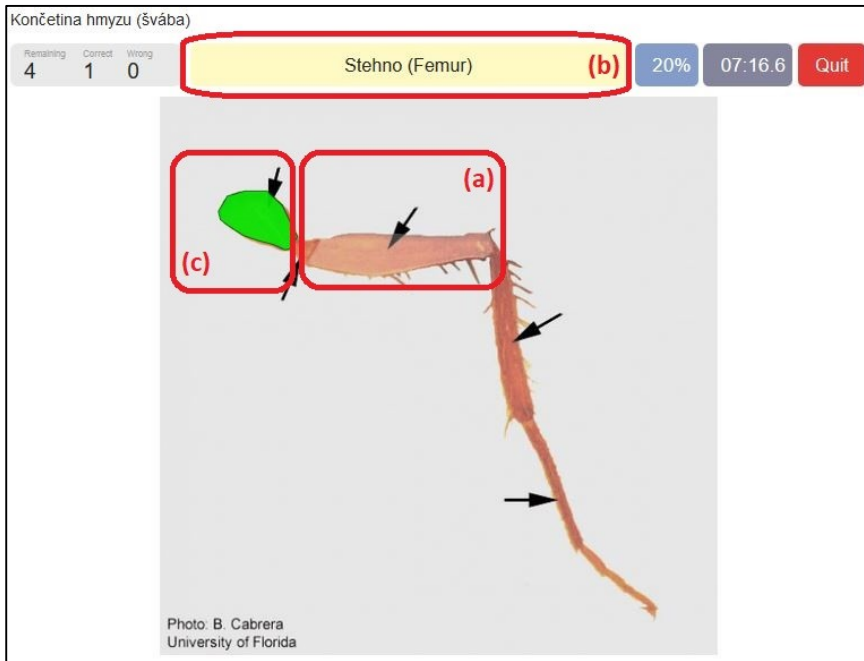 Končetina hmyzu (švába)
Remaining Correct Wrong
4 1 0
Stehno (Femur) (b)
20% 07:16.6 Quit
(a)
(c)
Photo: B. Cabrera
University of Florida